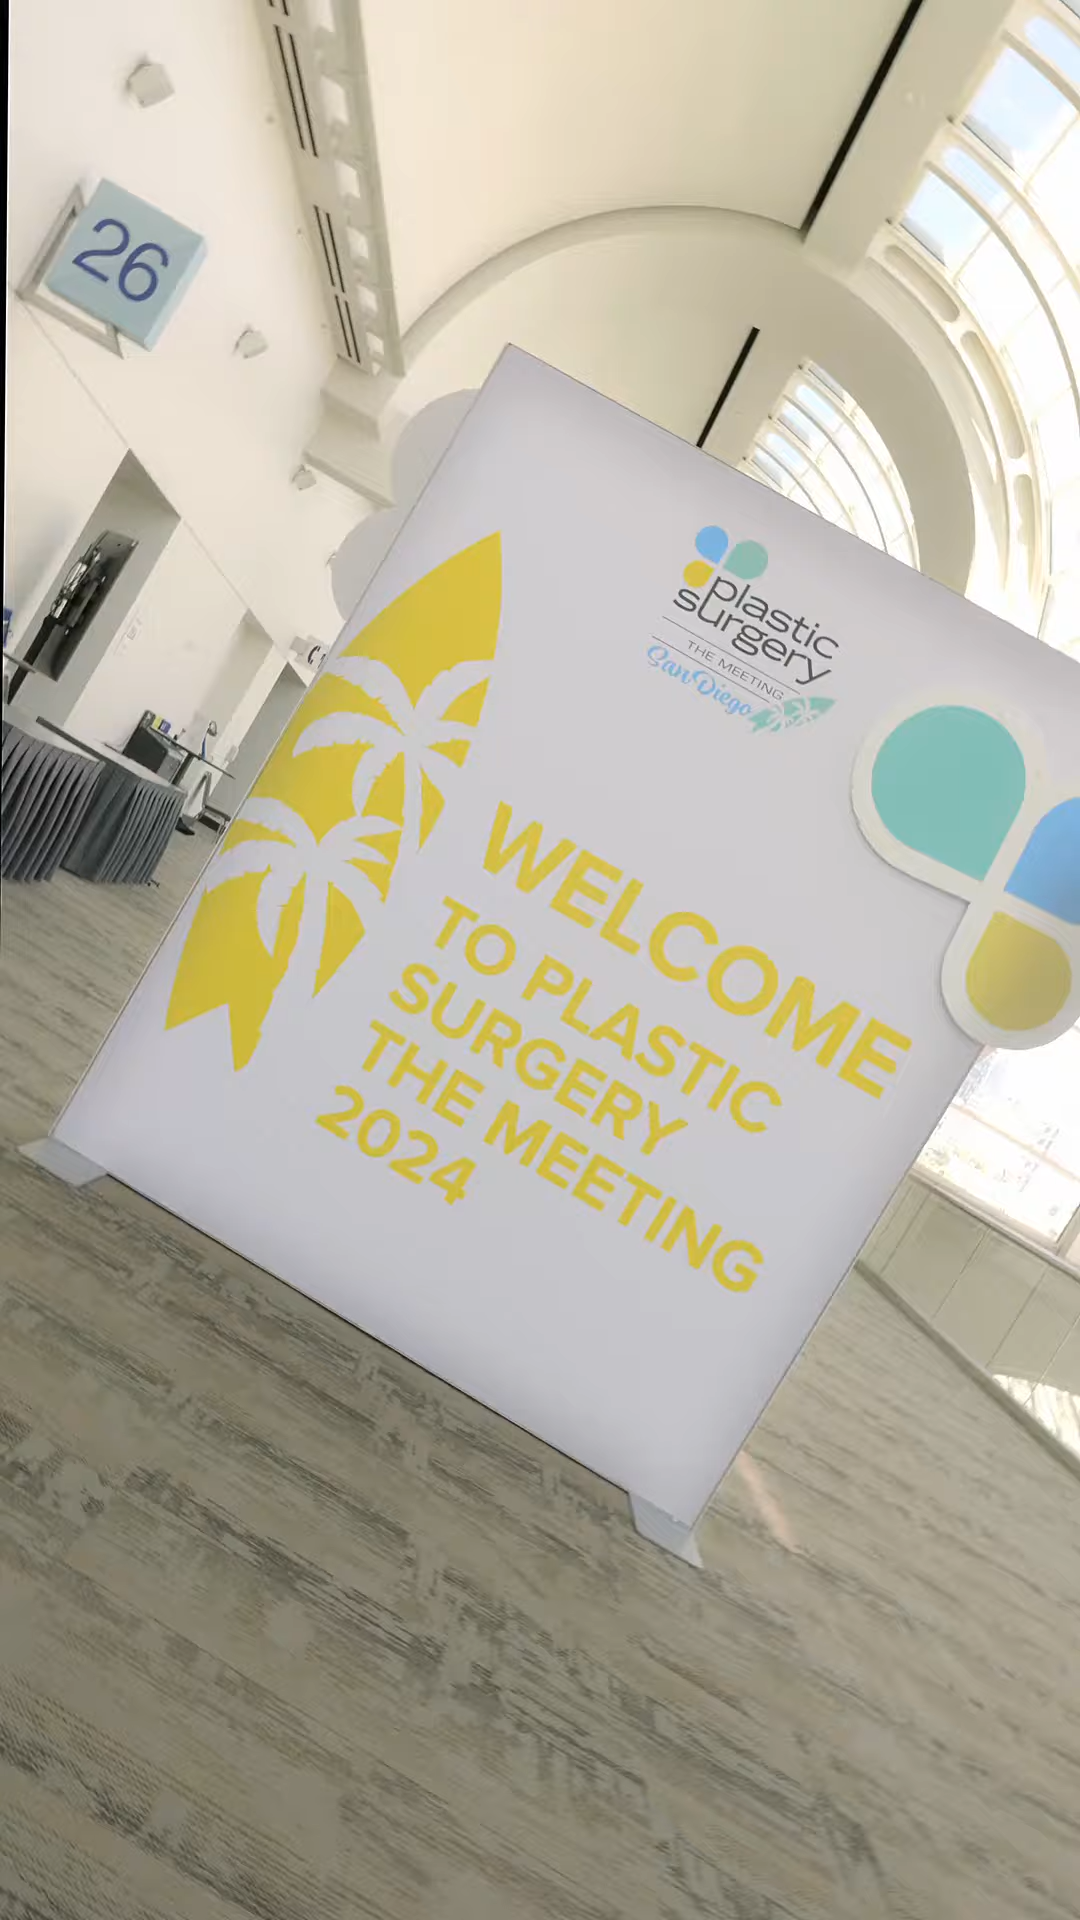 26
plastic
surgery
THE MEETING
San Diego
WELCOME
TO PLASTIC
SURGERY
THE MEETING
2024